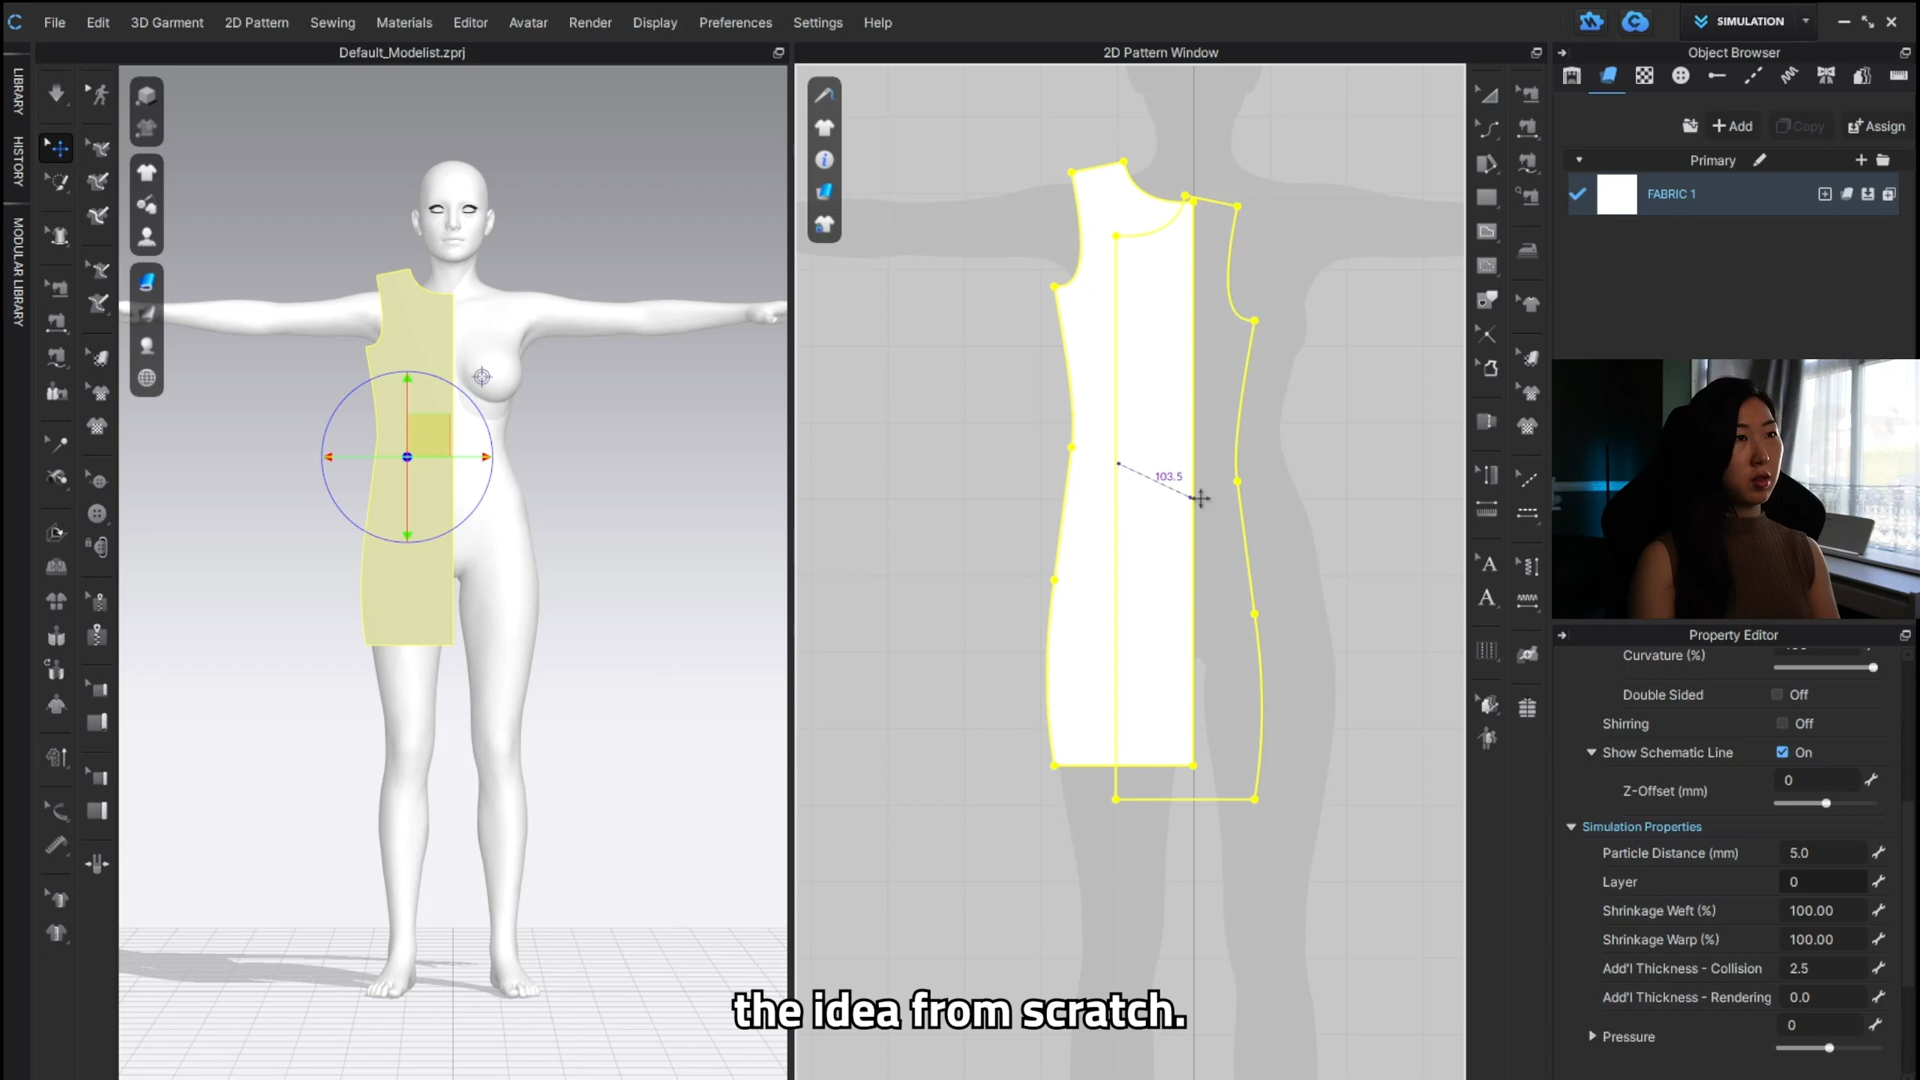 File Edit 3D Garment 2D Pattern Sewing Materials Editor Avatar Render Display Preferences Settings Help
SIMULATION
Default_Modelist.zprj
2D Pattern Window
Object Browser
LIBRARY
HISTORY
MODULAR LIBRARY
Add
Copy
Assign
Primary
FABRIC 1
103.5
A
A
Property Editor
Curvature (%)
Double Sided Off
Shirring Off
Show Schematic Line On
Z-Offset (mm) 0
Simulation Properties
Particle Distance (mm) 5.0
Layer 0
Shrinkage Weft (%) 100.00
Shrinkage Warp (%) 100.00
Add'l Thickness - Collision 2.5
Add'l Thickness - Rendering 0.0
Pressure 0
the idea from scratch.